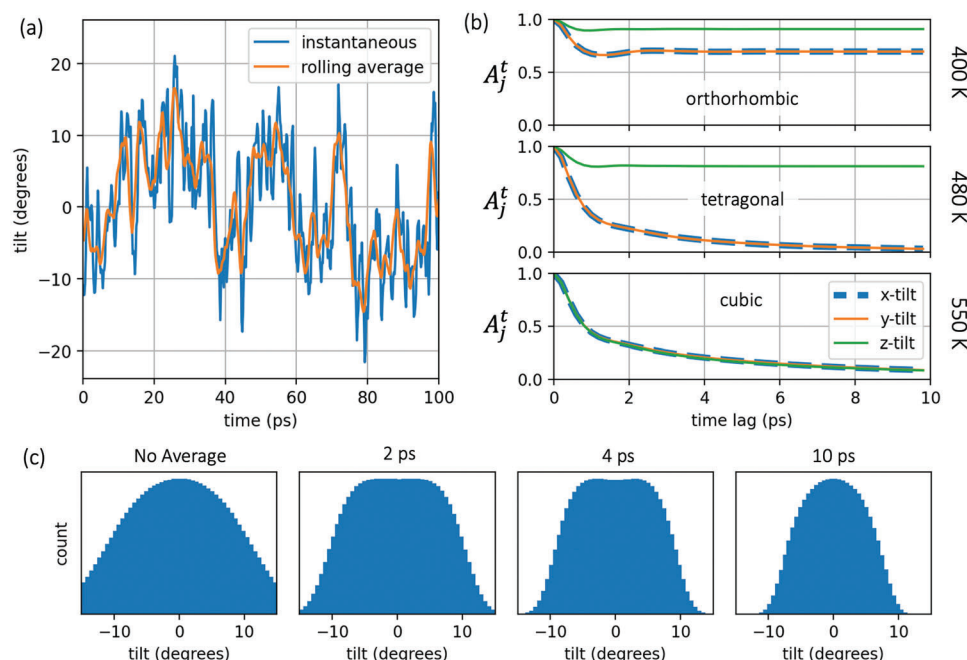 (a)
instantaneous
rolling average
tilt (degrees)
20
10
0
−10
−20
0 20 40 60 80 100
time (ps)
(b)
1.0
0.5
0.0
A_j^t
orthorhombic
400 K
1.0
0.5
0.0
A_j^t
tetragonal
480 K
1.0
0.5
0.0
A_j^t
cubic
x-tilt
y-tilt
z-tilt
550 K
0 2 4 6 8 10
time lag (ps)
(c)
No Average
2 ps
4 ps
10 ps
count
−10 0 10
−10 0 10
−10 0 10
−10 0 10
tilt (degrees)
tilt (degrees)
tilt (degrees)
tilt (degrees)